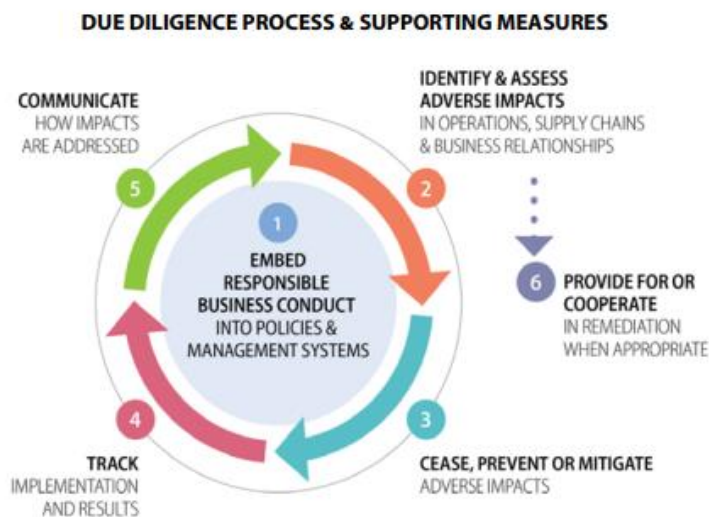 DUE DILIGENCE PROCESS & SUPPORTING MEASURES
1
EMBED
RESPONSIBLE
BUSINESS CONDUCT
INTO POLICIES &
MANAGEMENT SYSTEMS
2
IDENTIFY & ASSESS
ADVERSE IMPACTS
IN OPERATIONS, SUPPLY CHAINS
& BUSINESS RELATIONSHIPS
3
CEASE, PREVENT OR MITIGATE
ADVERSE IMPACTS
4
TRACK
IMPLEMENTATION
AND RESULTS
5
COMMUNICATE
HOW IMPACTS
ARE ADDRESSED
6
PROVIDE FOR OR
COOPERATE
IN REMEDIATION
WHEN APPROPRIATE